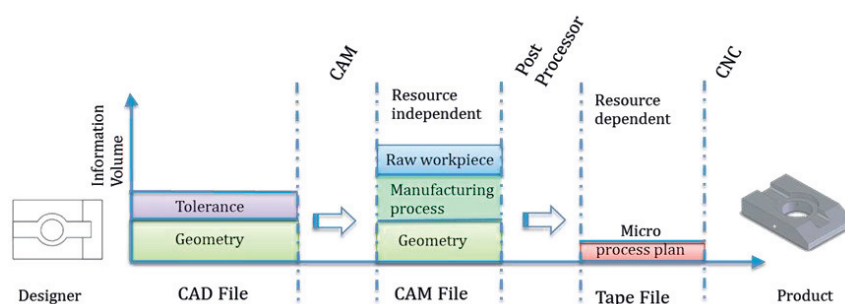 CAM
Post
Processor
CNC
Resource
independent
Resource
dependent
Information
Volume
Raw workpiece
Manufacturing
process
Tolerance
Geometry
Geometry
Micro
process plan
Designer
CAD File
CAM File
Tape File
Product